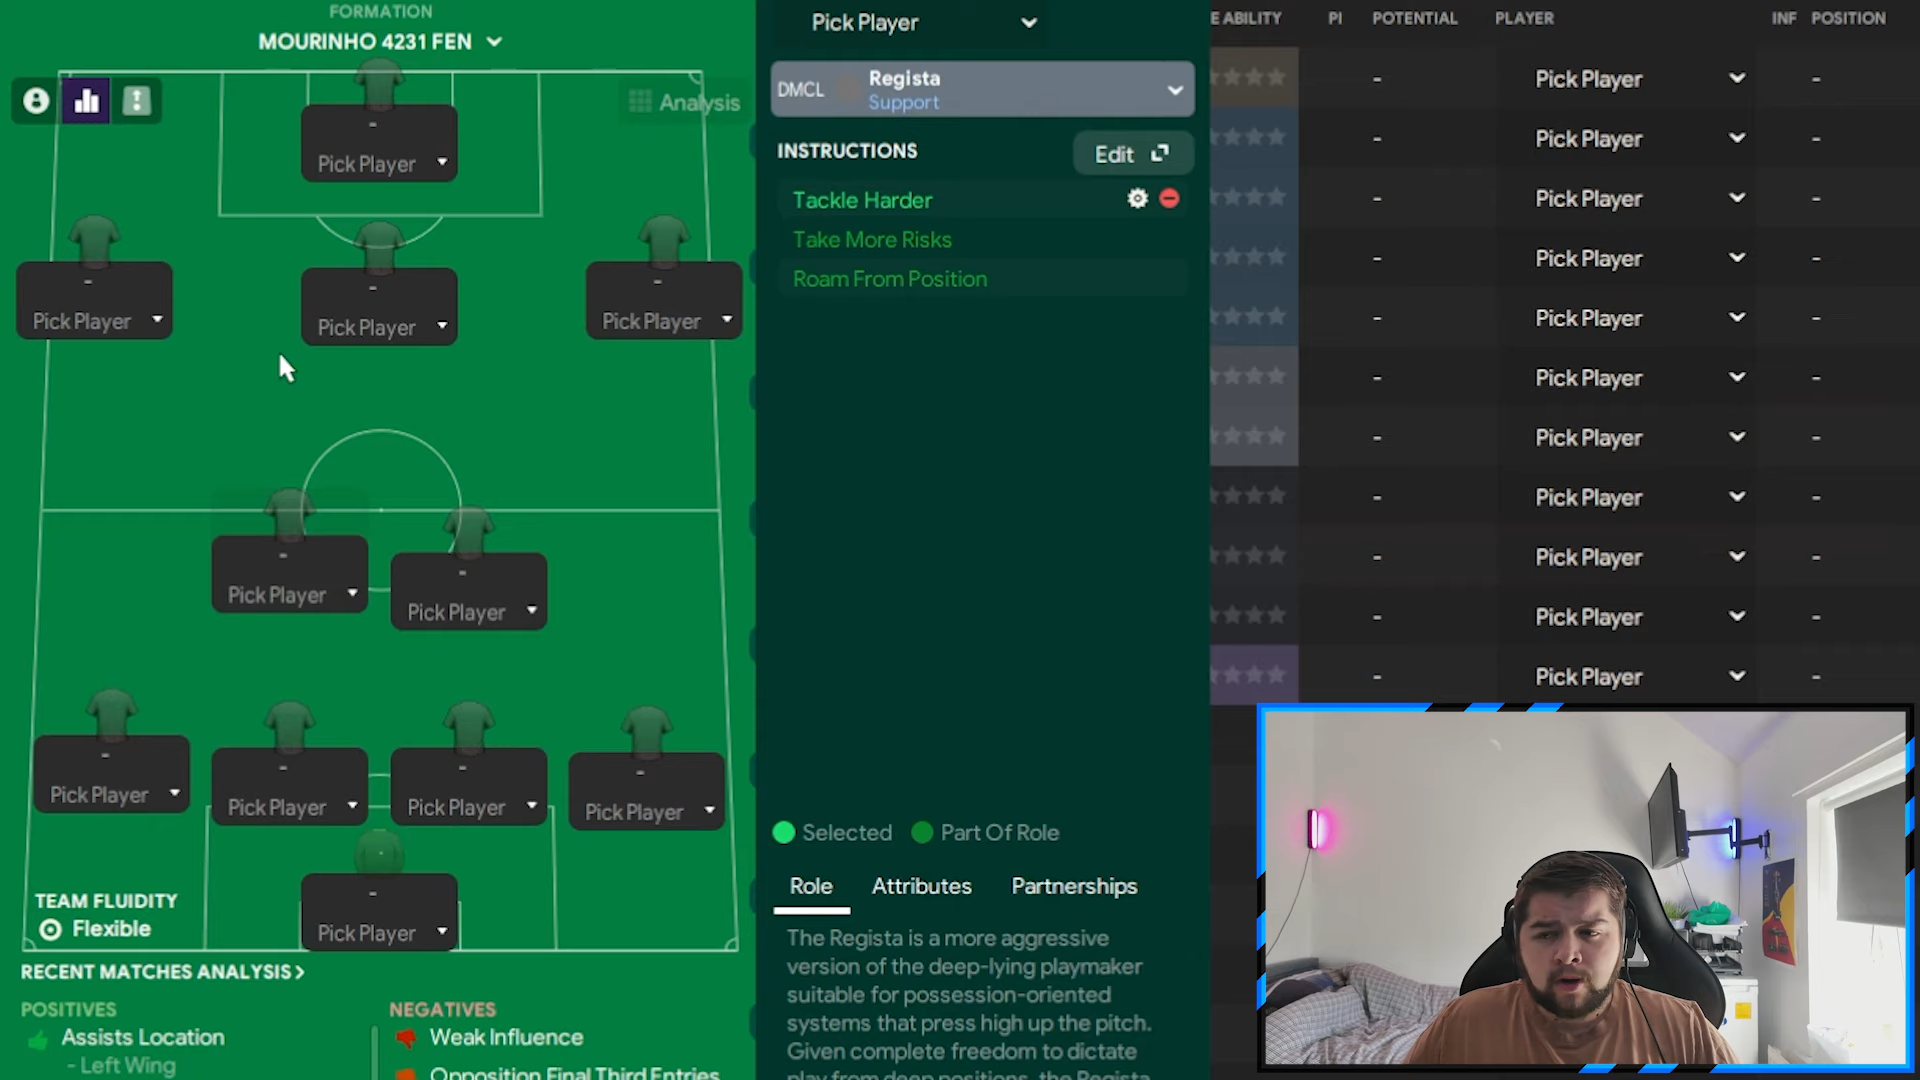 FORMATION
MOURINHO 4231 FEN
Analysis
-
Pick Player
-
Pick Player
-
Pick Player
-
Pick Player
-
Pick Player
-
Pick Player
-
Pick Player
-
Pick Player
-
Pick Player
-
Pick Player
-
Pick Player
TEAM FLUIDITY
Flexible
RECENT MATCHES ANALYSIS >
POSITIVES
Assists Location
- Left Wing
NEGATIVES
Weak Influence
Opposition Final Third Entries
Pick Player
DMCL
Regista
Support
INSTRUCTIONS
Edit
Tackle Harder
Take More Risks
Roam From Position
Selected
Part Of Role
Role Attributes Partnerships
The Regista is a more aggressive
version of the deep-lying playmaker
suitable for possession-oriented
systems that press high up the pitch.
Given complete freedom to dictate
play from deep positions, the Regista
E ABILITY PI POTENTIAL PLAYER INF POSITION
- Pick Player -
- Pick Player -
- Pick Player -
- Pick Player -
- Pick Player -
- Pick Player -
- Pick Player -
- Pick Player -
- Pick Player -
- Pick Player -
- Pick Player -